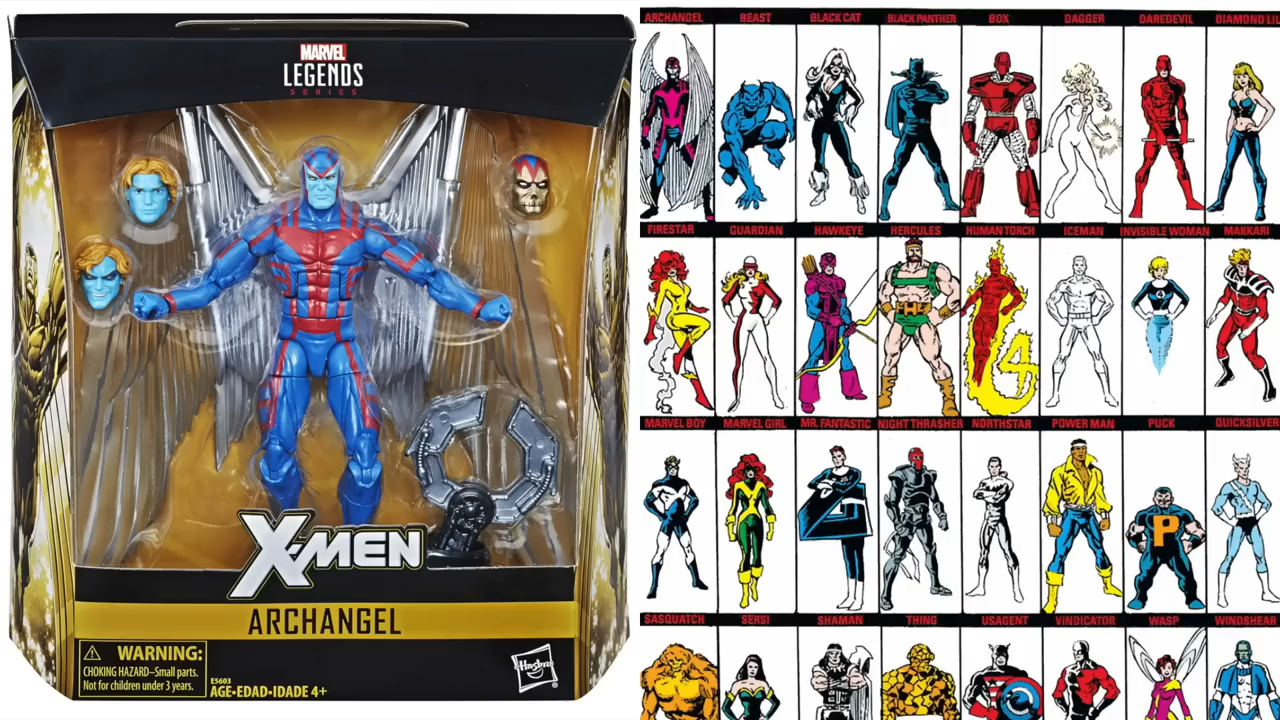 MARVEL
LEGENDS
SERIES
X-MEN
ARCHANGEL
WARNING:
CHOKING HAZARD–Small parts.
Not for children under 3 years.
E5603
AGE•EDAD•IDADE 4+
Hasbro
ARCHANGEL BEAST BLACK CAT BLACK PANTHER BOX DAGGER DAREDEVIL DIAMOND LIL
FIRESTAR GUARDIAN HAWKEYE HERCULES HUMAN TORCH ICEMAN INVISIBLE WOMAN MAKKARI
H
4
MARVEL BOY MARVEL GIRL MR. FANTASTIC NIGHT THRASHER NORTHSTAR POWER MAN PUCK QUICKSILVER
P
SASQUATCH SERSI SHAMAN THING USAGENT VINDICATOR WASP WINDSHEAR